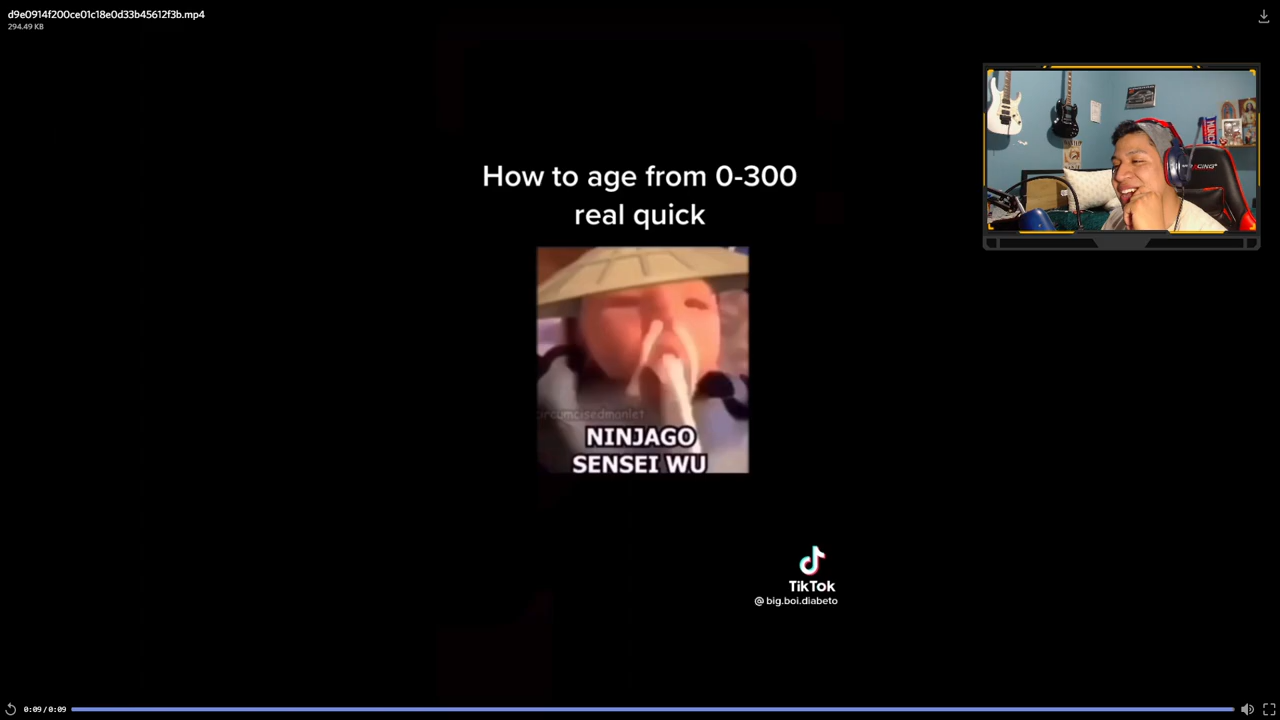 d9e0914f200ce01c18e0d33b45612f3b.mp4
294.49 KB
How to age from 0-300
real quick
circumcisedmanlet
NINJAGO
SENSEI WU
TikTok
@ big.boi.diabeto
0:09/0:09